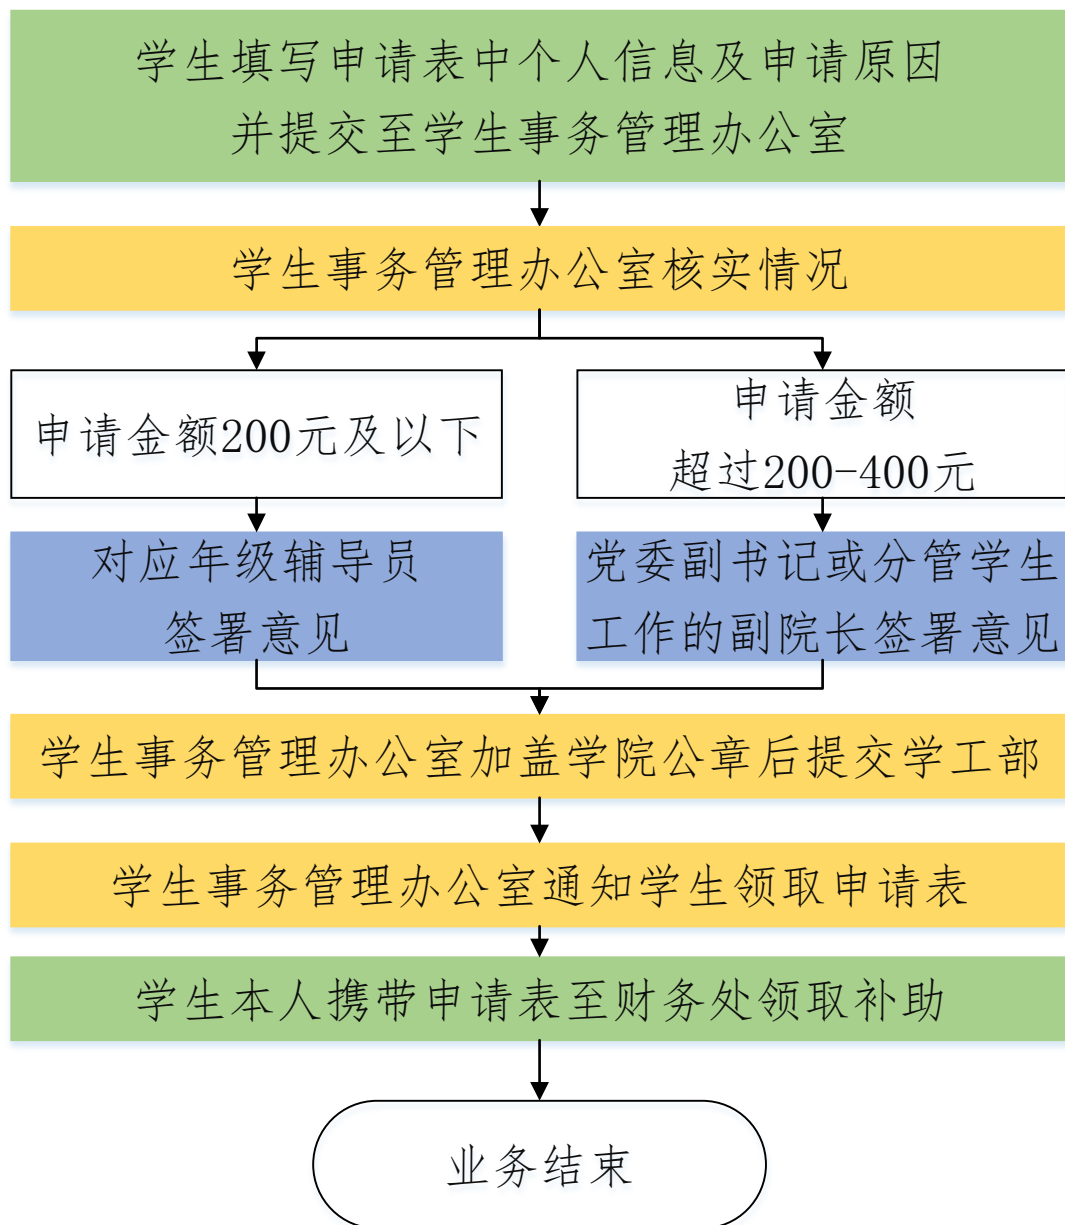 学生填写申请表中个人信息及申请原因
并提交至学生事务管理办公室
学生事务管理办公室核实情况
申请金额200元及以下
申请金额
超过200-400元
对应年级辅导员
签署意见
党委副书记或分管学生
工作的副院长签署意见
学生事务管理办公室加盖学院公章后提交学工部
学生事务管理办公室通知学生领取申请表
学生本人携带申请表至财务处领取补助
业务结束